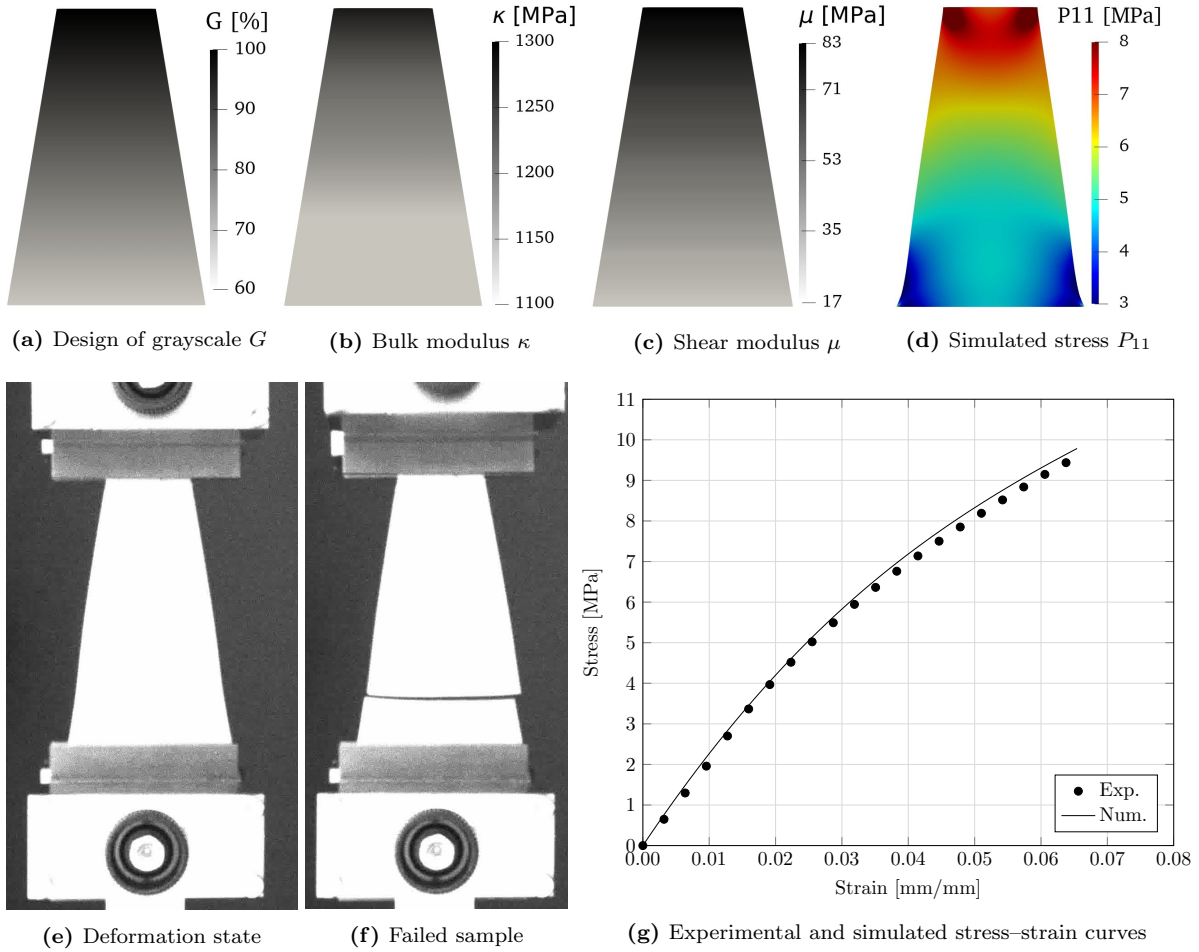 G [%]
100
90
80
70
60
κ [MPa]
1300
1250
1200
1150
1100
μ [MPa]
83
71
53
35
17
P11 [MPa]
8
7
6
5
4
3
(a) Design of grayscale G
(b) Bulk modulus κ
(c) Shear modulus μ
(d) Simulated stress P₁₁
(e) Deformation state
(f) Failed sample
Stress [MPa]
11
10
9
8
7
6
5
4
3
2
1
0
0.00 0.01 0.02 0.03 0.04 0.05 0.06 0.07 0.08
Strain [mm/mm]
Exp.
Num.
(g) Experimental and simulated stress–strain curves